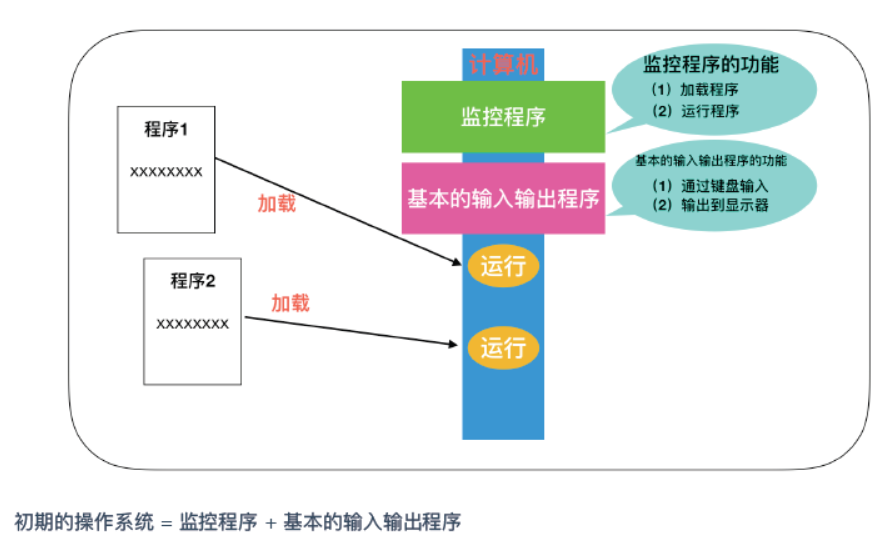 计算机
监控程序的功能
（1）加载程序
（2）运行程序
监控程序
程序1
xxxxxxxx
基本的输入输出程序的功能
（1）通过键盘输入
（2）输出到显示器
基本的输入输出程序
加载
运行
程序2
xxxxxxxx
加载
运行
初期的操作系统 = 监控程序 + 基本的输入输出程序